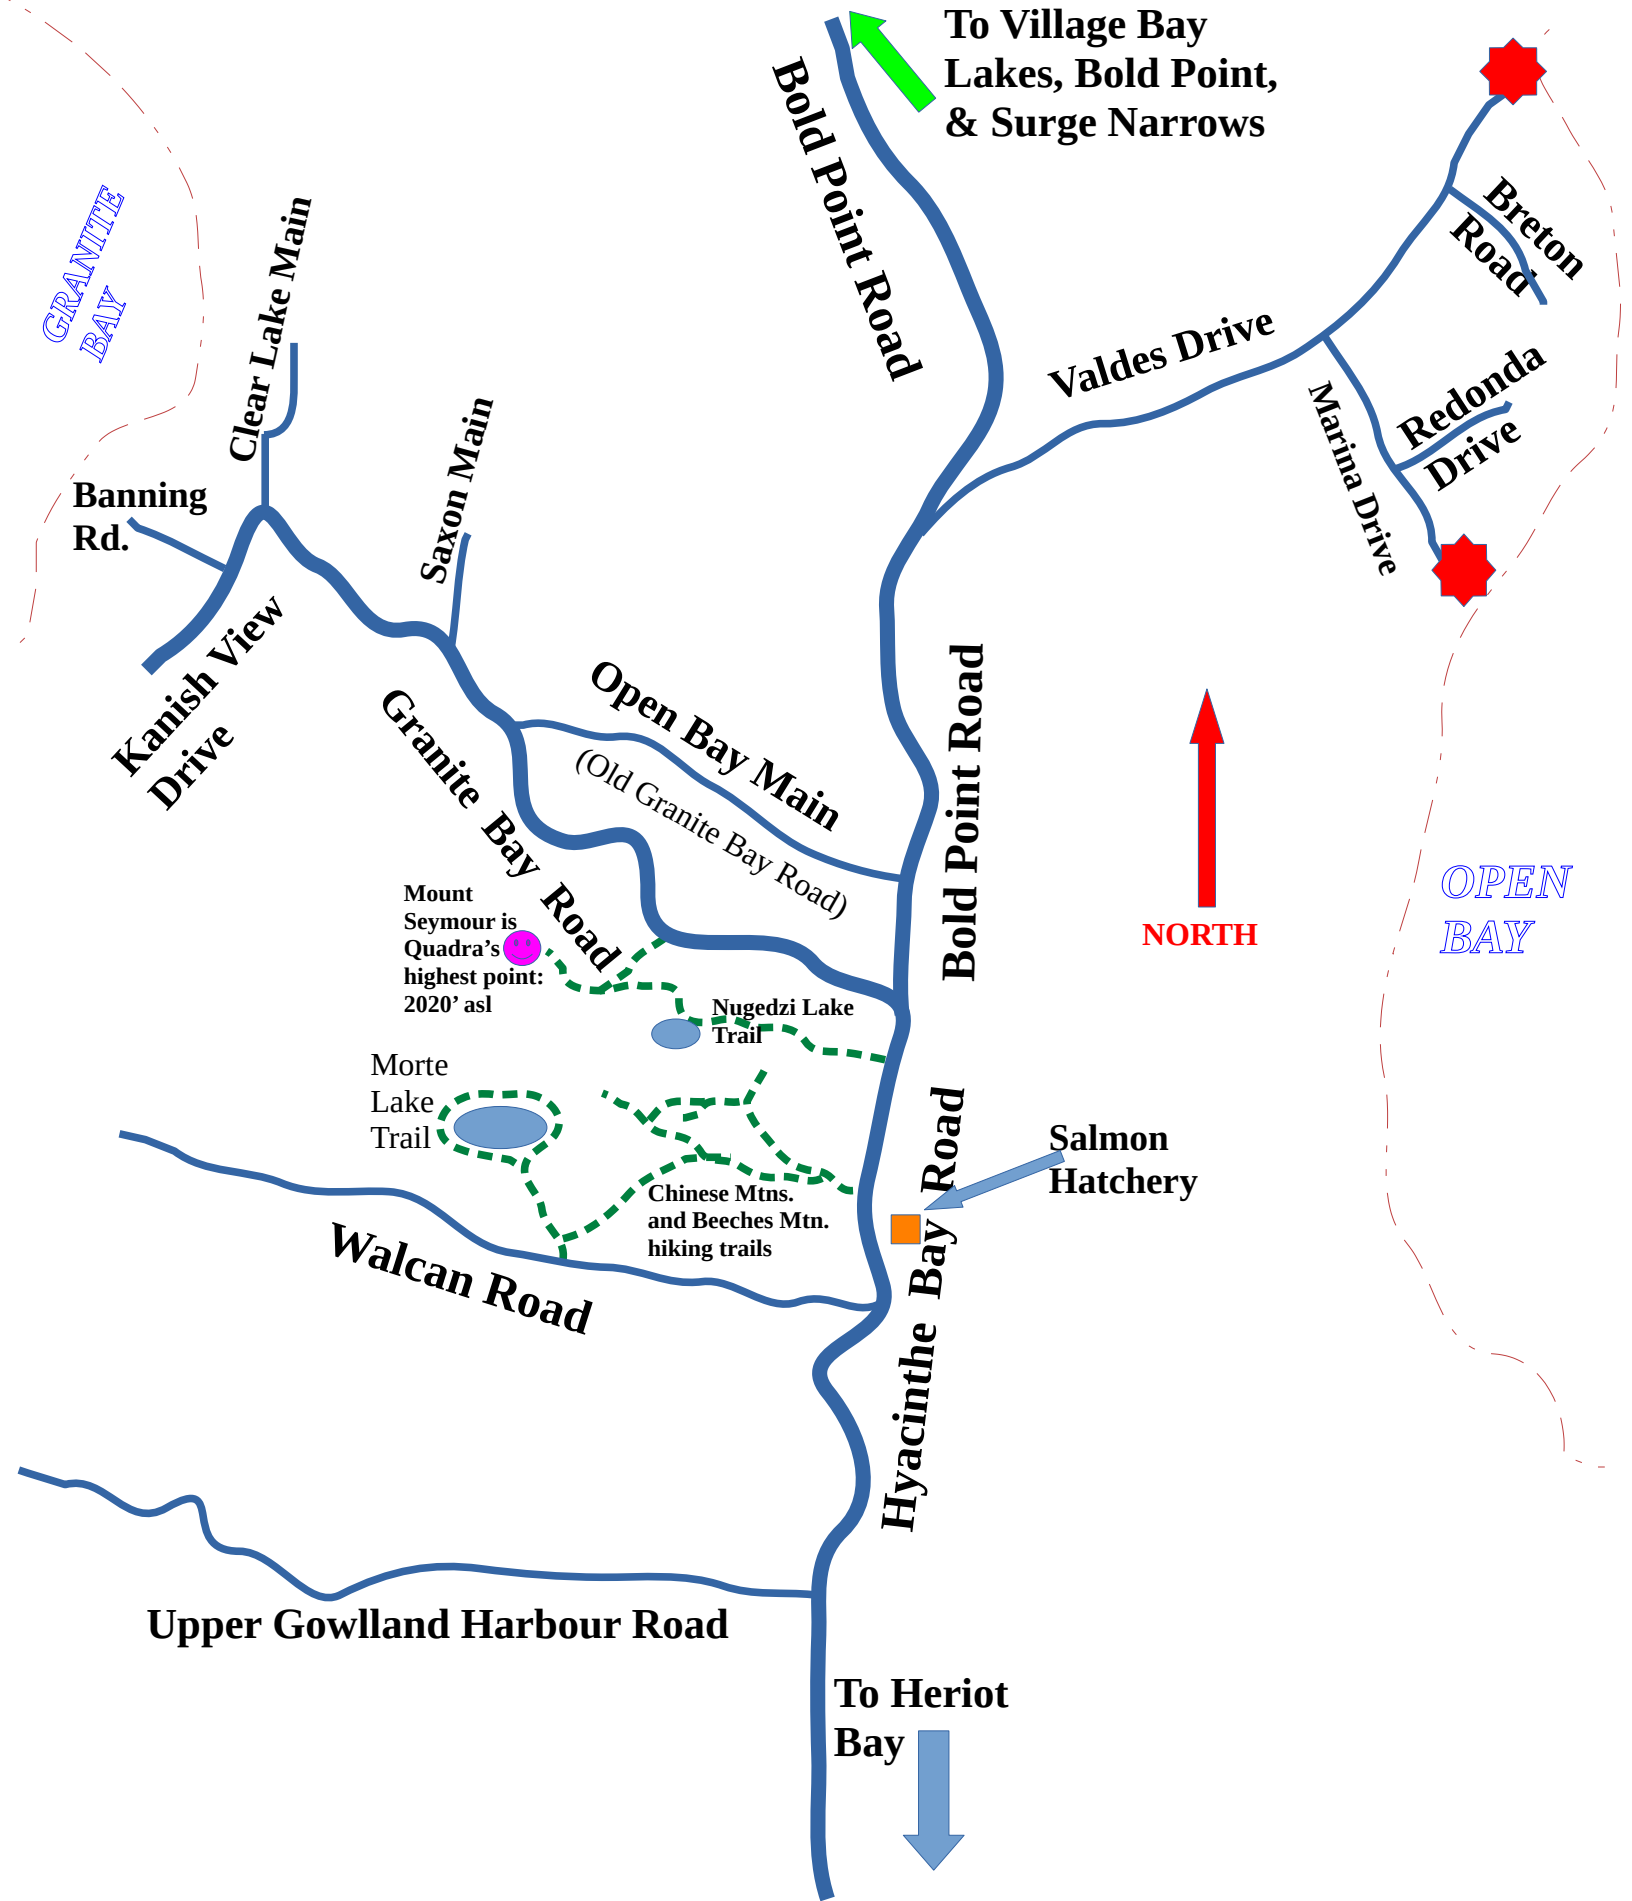 To Village Bay
Lakes, Bold Point,
& Surge Narrows
Bold Point Road
Breton
Road
GRANITE
BAY
Clear Lake Main
Valdes Drive
Redonda
Drive
Marina Drive
Saxon Main
Banning
Rd.
Kanish View
Drive
Open Bay Main
(Old Granite Bay Road)
Granite Bay Road
Bold Point Road
NORTH
OPEN
BAY
Mount
Seymour is
Quadra’s
highest point:
2020’ asl
Nugedzi Lake
Trail
Morte
Lake
Trail
Salmon
Hatchery
Chinese Mtns.
and Beeches Mtn.
hiking trails
Hyacinthe Bay Road
Walcan Road
Upper Gowlland Harbour Road
To Heriot
Bay